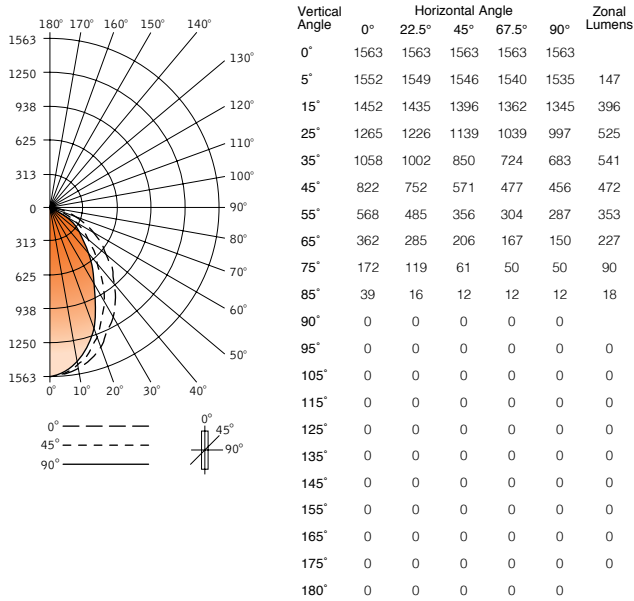 180° 170° 160° 150° 140°
1563
130°
1250
120°
938
110°
625
100°
313
0
90°
313
80°
70°
625
60°
938
1250
50°
1563
0° 10° 20° 30° 40°
0°
45°
90°
0°
45°
90°
Vertical Angle Horizontal Angle Zonal Lumens
0° 22.5° 45° 67.5° 90°
0° 1563 1563 1563 1563 1563
5° 1552 1549 1546 1540 1535 147
15° 1452 1435 1396 1362 1345 396
25° 1265 1226 1139 1039 997 525
35° 1058 1002 850 724 683 541
45° 822 752 571 477 456 472
55° 568 485 356 304 287 353
65° 362 285 206 167 150 227
75° 172 119 61 50 50 90
85° 39 16 12 12 12 18
90° 0 0 0 0 0
95° 0 0 0 0 0 0
105° 0 0 0 0 0 0
115° 0 0 0 0 0 0
125° 0 0 0 0 0 0
135° 0 0 0 0 0 0
145° 0 0 0 0 0 0
155° 0 0 0 0 0 0
165° 0 0 0 0 0 0
175° 0 0 0 0 0 0
180° 0 0 0 0 0